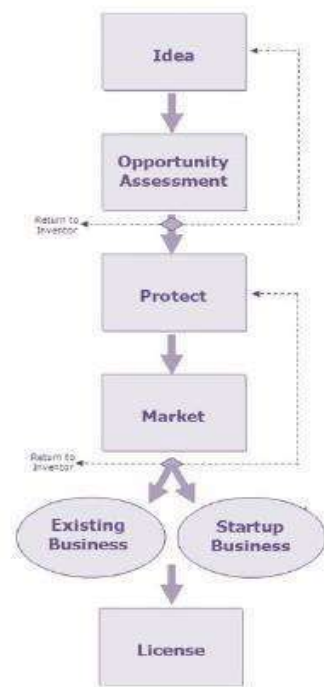 Idea
Opportunity
Assessment
Return to
Inventor
Protect
Market
Return to
Inventor
Existing
Business
Startup
Business
License